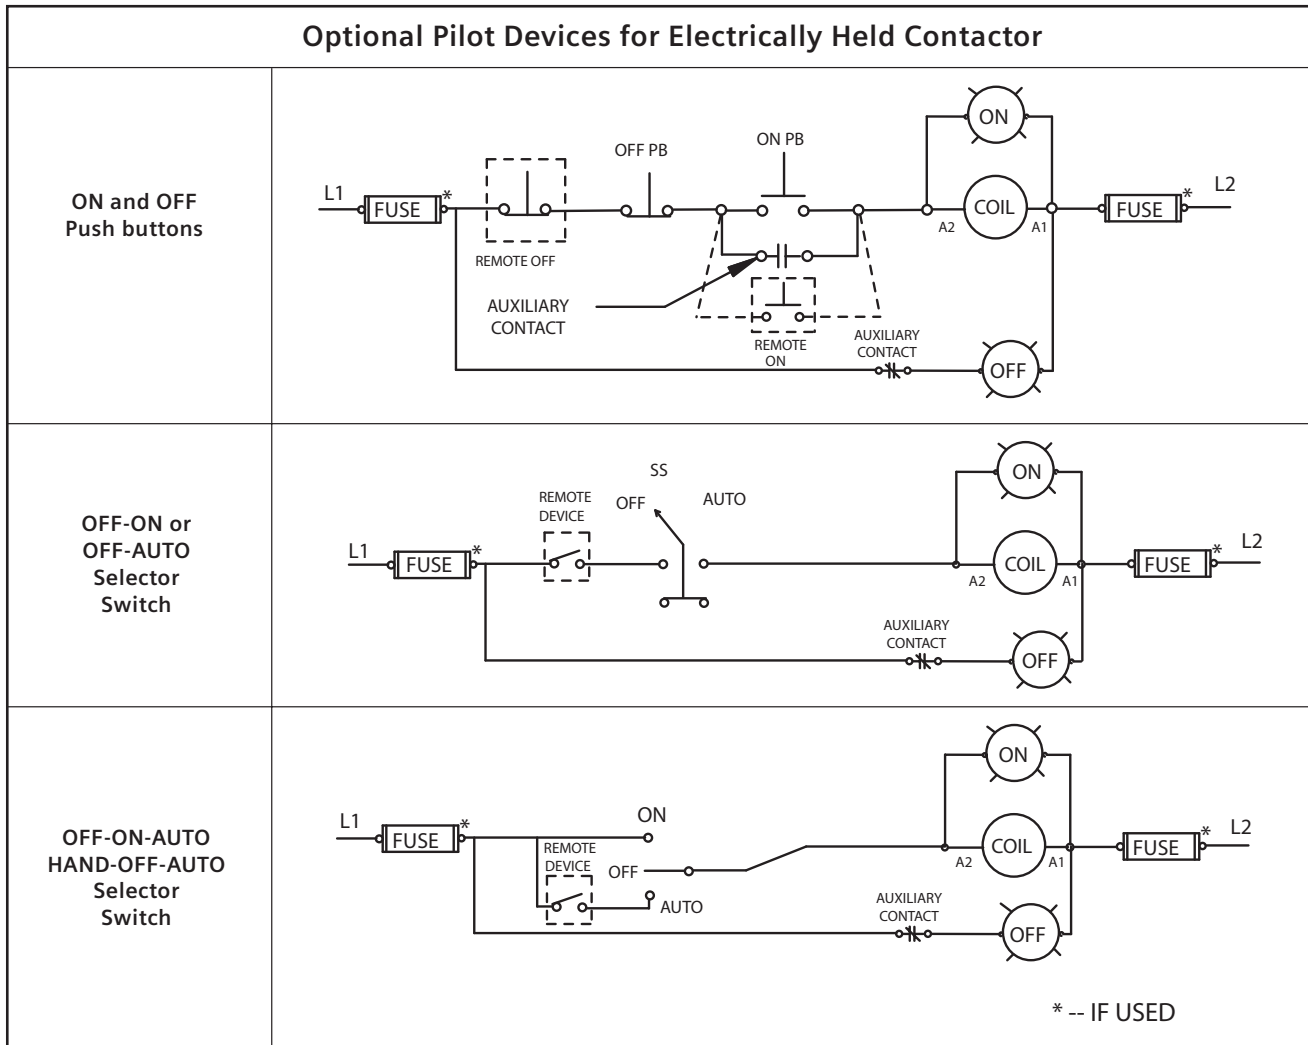 Optional Pilot Devices for Electrically Held Contactor
ON and OFF
Push buttons
L1
FUSE
*
REMOTE OFF
OFF PB
ON PB
AUXILIARY
CONTACT
REMOTE
ON
AUXILIARY
CONTACT
ON
COIL
A2
A1
OFF
FUSE
*
L2
OFF-ON or
OFF-AUTO
Selector
Switch
L1
FUSE
*
REMOTE
DEVICE
SS
OFF
AUTO
AUXILIARY
CONTACT
ON
COIL
A2
A1
OFF
FUSE
*
L2
OFF-ON-AUTO
HAND-OFF-AUTO
Selector
Switch
L1
FUSE
*
REMOTE
DEVICE
ON
OFF
AUTO
AUXILIARY
CONTACT
ON
COIL
A2
A1
OFF
FUSE
*
L2
* -- IF USED